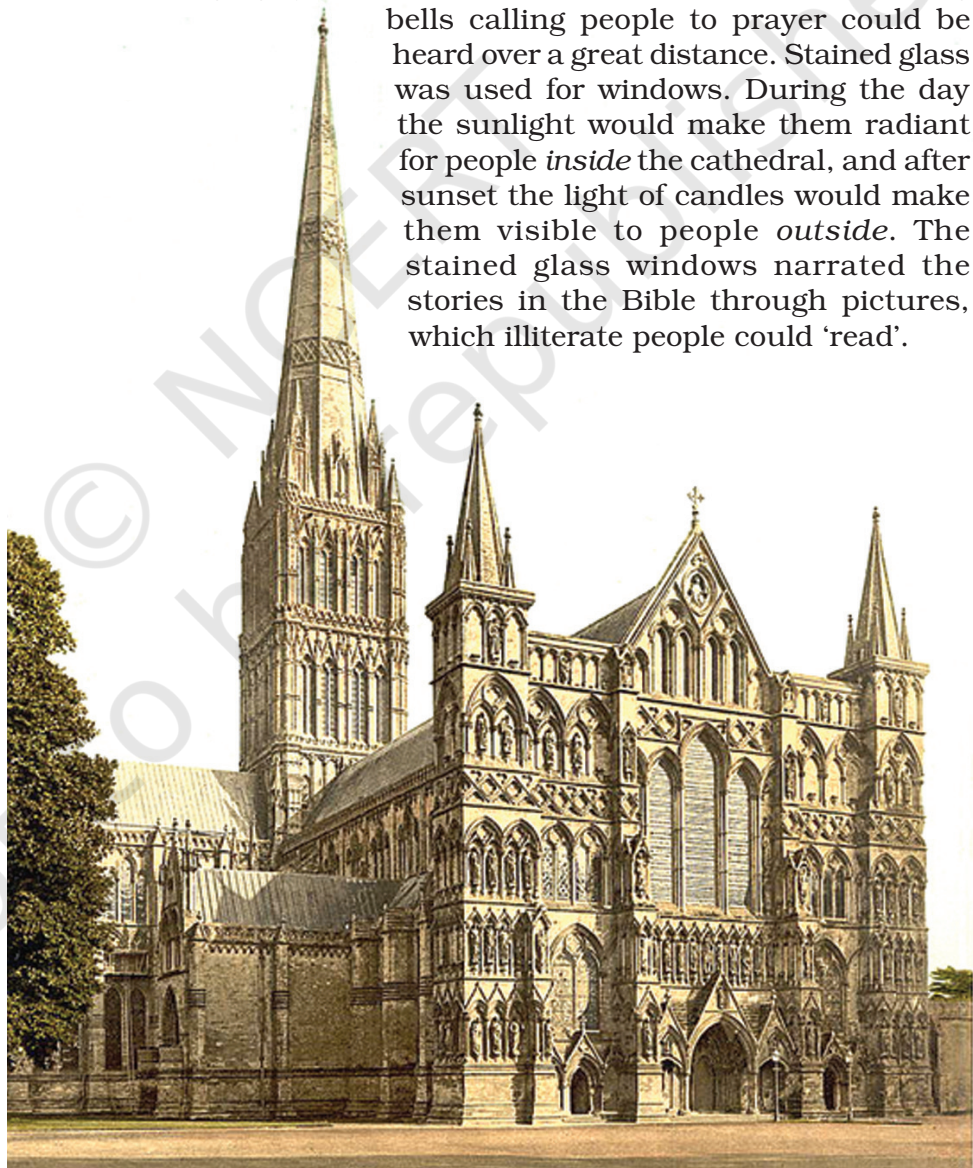 bells calling people to prayer could be
heard over a great distance. Stained glass
was used for windows. During the day
the sunlight would make them radiant
for people inside the cathedral, and after
sunset the light of candles would make
them visible to people outside. The
stained glass windows narrated the
stories in the Bible through pictures,
which illiterate people could ‘read’.
© NCERT